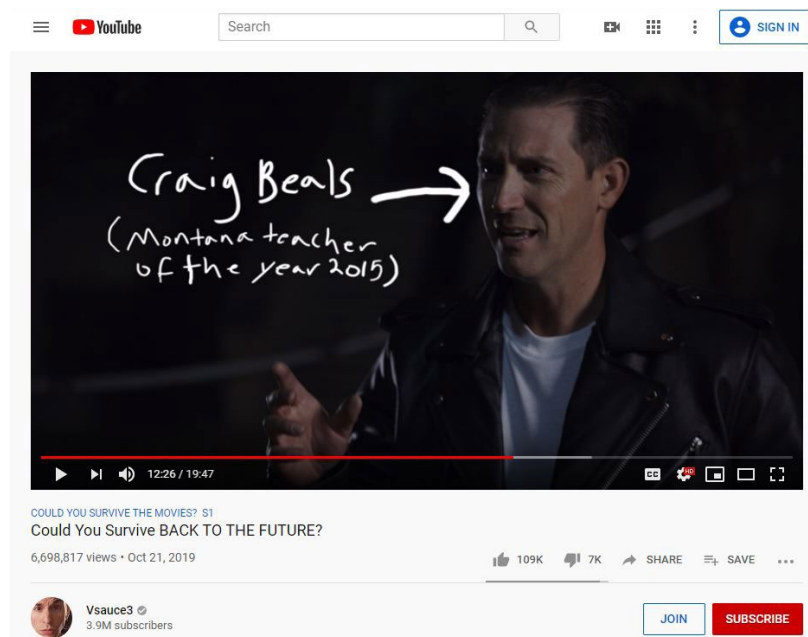 YouTube
Search
SIGN IN
Craig Beals
(Montana teacher
of the year 2015)
12:26 / 19:47
CC
HD
COULD YOU SURVIVE THE MOVIES? S1
Could You Survive BACK TO THE FUTURE?
6,698,817 views • Oct 21, 2019
109K
7K
SHARE
SAVE
Vsauce3
3.9M subscribers
JOIN
SUBSCRIBE